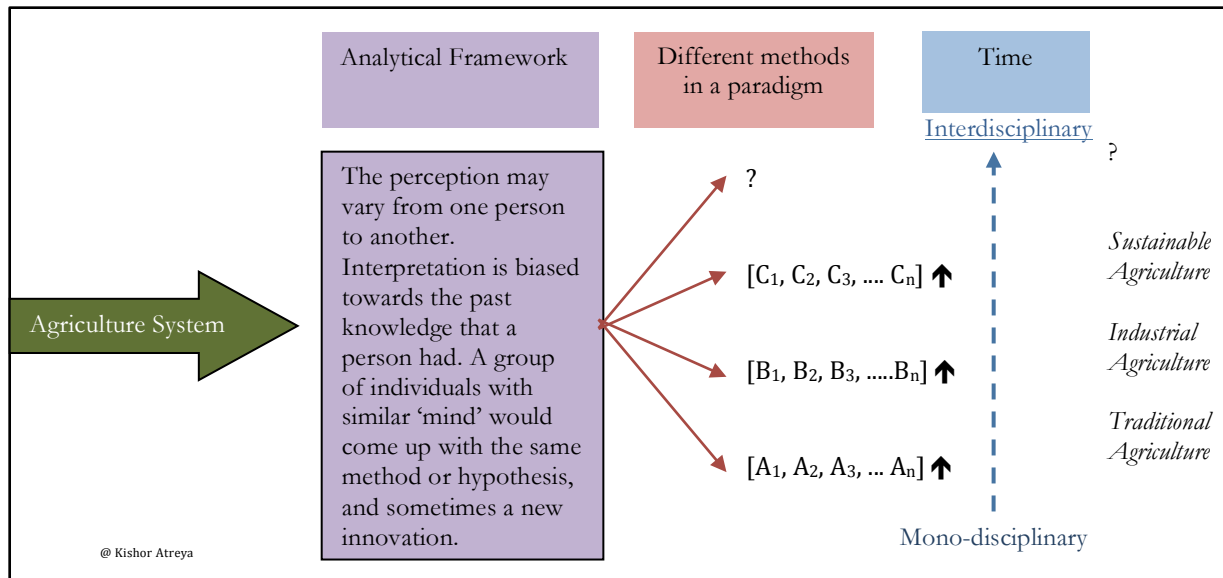 Analytical Framework
Different methods
in a paradigm
Time
Interdisciplinary
?
Agriculture System
The perception may
vary from one person
to another.
Interpretation is biased
towards the past
knowledge that a
person had. A group
of individuals with
similar ‘mind’ would
come up with the same
method or hypothesis,
and sometimes a new
innovation.
?
[C₁, C₂, C₃, .... Cₙ]
[B₁, B₂, B₃, .....Bₙ]
[A₁, A₂, A₃, ... Aₙ]
Sustainable
Agriculture
Industrial
Agriculture
Traditional
Agriculture
Mono-disciplinary
@ Kishor Atreya